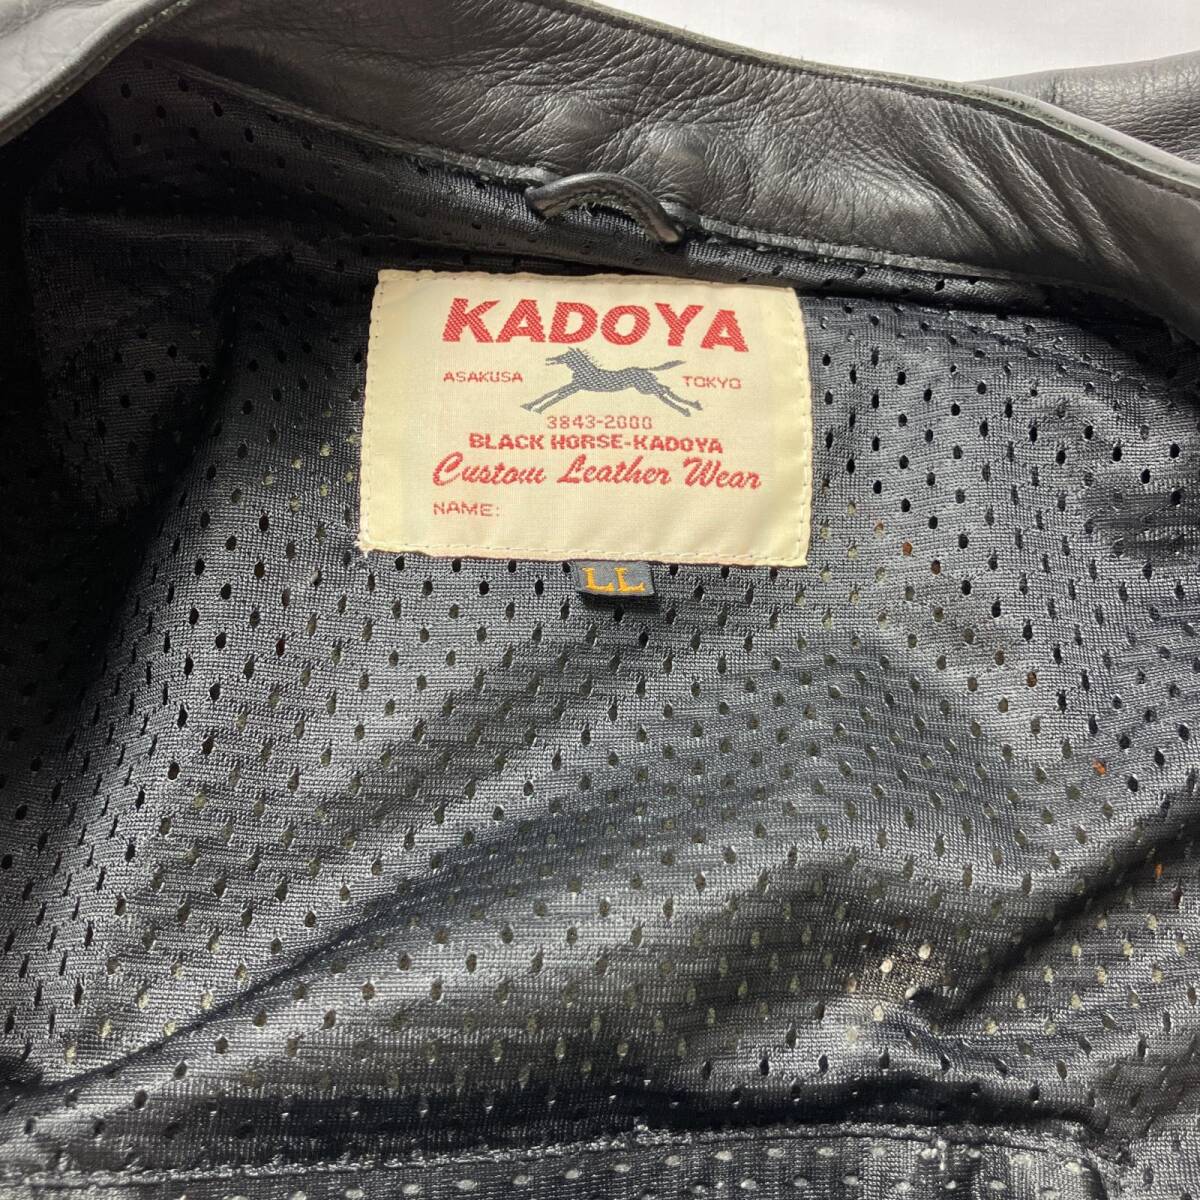 KADOYA
ASAKUSA TOKYO
3843-2000
BLACK HORSE-KADOYA
Custom Leather Wear
NAME:
LL